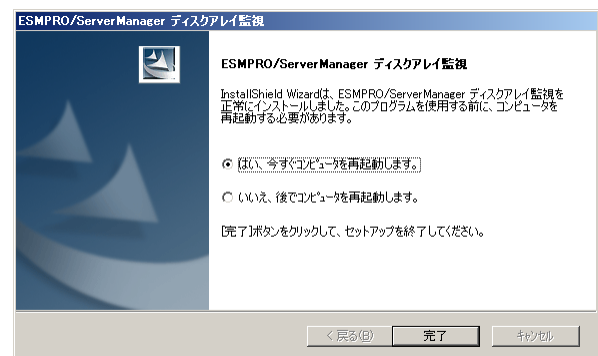 ESMPRO/ServerManager ディスクアレイ監視
ESMPRO/ServerManager ディスクアレイ監視
InstallShield Wizardは、ESMPRO/ServerManager ディスクアレイ監視を
正常にインストールしました。このプログラムを使用する前に、コンピュータを
再起動する必要があります。
はい、今すぐコンピュータを再起動します。
いいえ、後でコンピュータを再起動します。
[完了]ボタンをクリックして、セットアップを終了してください。
< 戻る(B)
完了
キャンセル